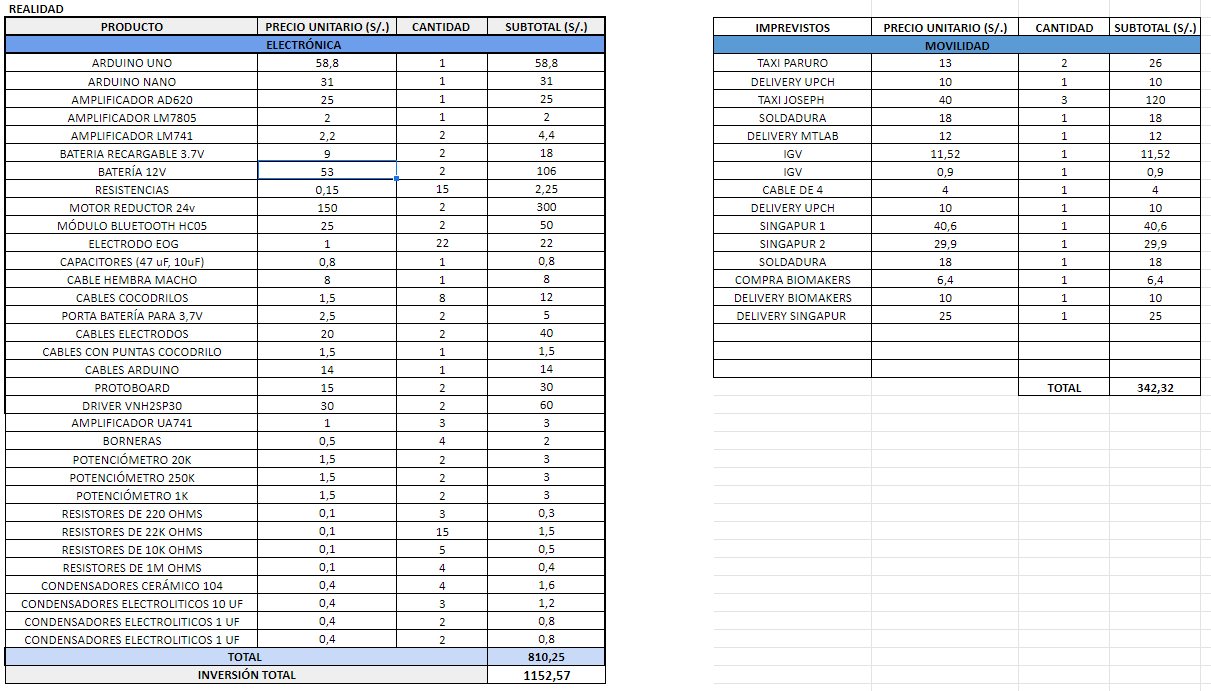 REALIDAD
PRODUCTO PRECIO UNITARIO (S/.) CANTIDAD SUBTOTAL (S/.)
ELECTRÓNICA
ARDUINO UNO 58,8 1 58,8
ARDUINO NANO 31 1 31
AMPLIFICADOR AD620 25 1 25
AMPLIFICADOR LM7805 2 1 2
AMPLIFICADOR LM741 2,2 2 4,4
BATERIA RECARGABLE 3.7V 9 2 18
BATERÍA 12V 53 2 106
RESISTENCIAS 0,15 15 2,25
MOTOR REDUCTOR 24v 150 2 300
MÓDULO BLUETOOTH HC05 25 2 50
ELECTRODO EOG 1 22 22
CAPACITORES (47 uF, 10uF) 0,8 1 0,8
CABLE HEMBRA MACHO 8 1 8
CABLES COCODRILOS 1,5 8 12
PORTA BATERÍA PARA 3,7V 2,5 2 5
CABLES ELECTRODOS 20 2 40
CABLES CON PUNTAS COCODRILO 1,5 1 1,5
CABLES ARDUINO 14 1 14
PROTOBOARD 15 2 30
DRIVER VNH2SP30 30 2 60
AMPLIFICADOR UA741 1 3 3
BORNERAS 0,5 4 2
POTENCIÓMETRO 20K 1,5 2 3
POTENCIÓMETRO 250K 1,5 2 3
POTENCIÓMETRO 1K 1,5 2 3
RESISTORES DE 220 OHMS 0,1 3 0,3
RESISTORES DE 22K OHMS 0,1 15 1,5
RESISTORES DE 10K OHMS 0,1 5 0,5
RESISTORES DE 1M OHMS 0,1 4 0,4
CONDENSADORES CERÁMICO 104 0,4 4 1,6
CONDENSADORES ELECTROLITICOS 10 UF 0,4 3 1,2
CONDENSADORES ELECTROLITICOS 1 UF 0,4 2 0,8
CONDENSADORES ELECTROLITICOS 1 UF 0,4 2 0,8
TOTAL 810,25
INVERSIÓN TOTAL 1152,57
IMPREVISTOS PRECIO UNITARIO (S/.) CANTIDAD SUBTOTAL (S/.)
MOVILIDAD
TAXI PARURO 13 2 26
DELIVERY UPCH 10 1 10
TAXI JOSEPH 40 3 120
SOLDADURA 18 1 18
DELIVERY MTLAB 12 1 12
IGV 11,52 1 11,52
IGV 0,9 1 0,9
CABLE DE 4 4 1 4
DELIVERY UPCH 10 1 10
SINGAPUR 1 40,6 1 40,6
SINGAPUR 2 29,9 1 29,9
SOLDADURA 18 1 18
COMPRA BIOMAKERS 6,4 1 6,4
DELIVERY BIOMAKERS 10 1 10
DELIVERY SINGAPUR 25 1 25
TOTAL 342,32